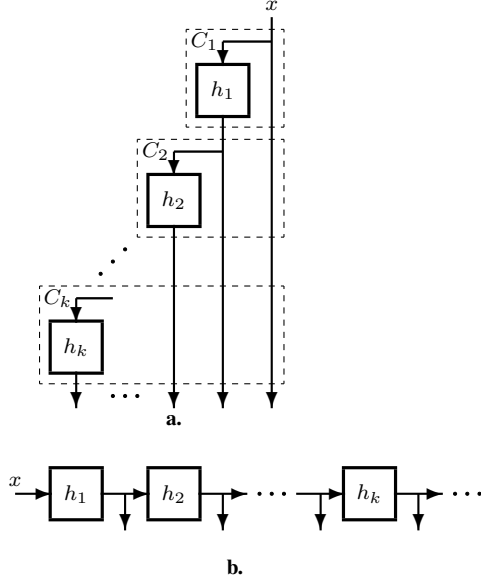 x
C₁
h₁
C₂
h₂
Cₖ
hₖ
a.
x
h₁ h₂ ··· hₖ ···
b.